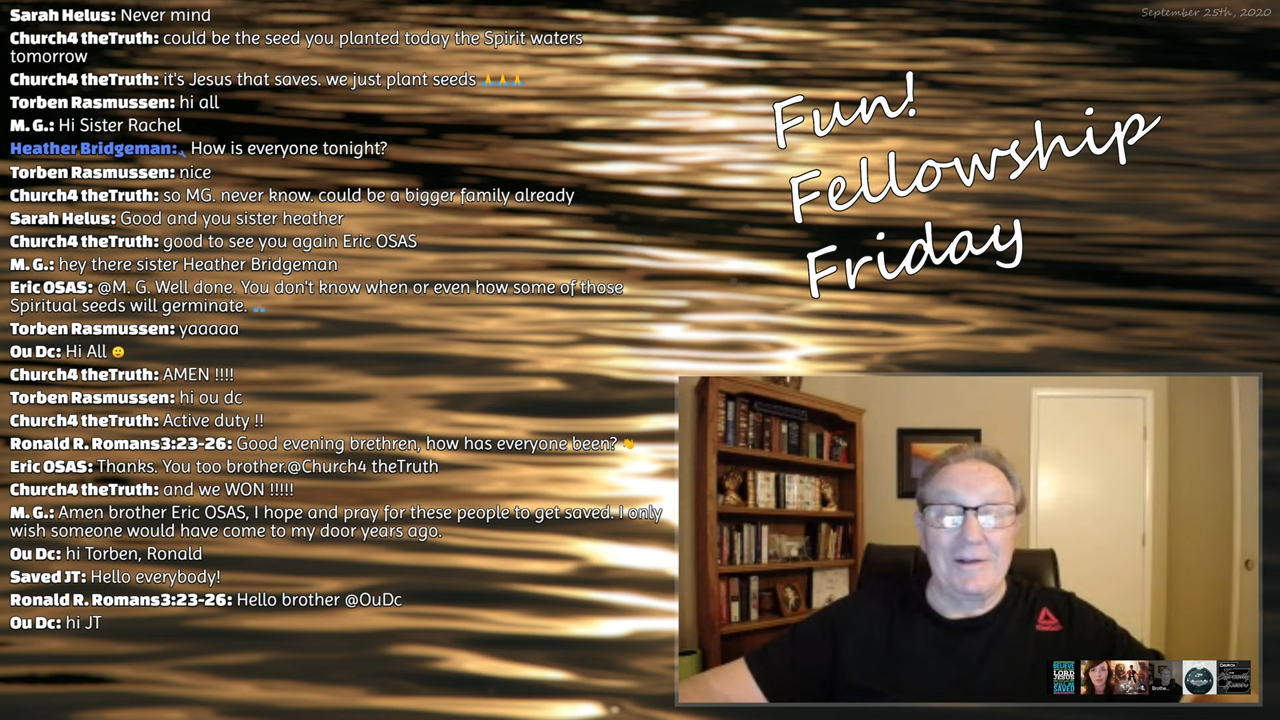 Sarah Helus: Never mind
Church4 theTruth: could be the seed you planted today the Spirit waters
tomorrow
Church4 theTruth: it's Jesus that saves. we just plant seeds 🙏🙏🙏
Torben Rasmussen: hi all
M. G.: Hi Sister Rachel
Heather Bridgeman: How is everyone tonight?
Torben Rasmussen: nice
Church4 theTruth: so MG. never know. could be a bigger family already
Sarah Helus: Good and you sister heather
Church4 theTruth: good to see you again Eric OSAS
M. G.: hey there sister Heather Bridgeman
Eric OSAS: @M. G. Well done. You don't know when or even how some of those
Spiritual seeds will germinate.
Torben Rasmussen: yaaaaa
Ou Dc: Hi All 🙂
Church4 theTruth: AMEN !!!!
Torben Rasmussen: hi ou dc
Church4 theTruth: Active duty !!
Ronald R. Romans3:23-26: Good evening brethren, how has everyone been? 👋
Eric OSAS: Thanks. You too brother.@Church4 theTruth
Church4 theTruth: and we WON !!!!!
M. G.: Amen brother Eric OSAS, I hope and pray for these people to get saved. I only
wish someone would have come to my door years ago.
Ou Dc: hi Torben, Ronald
Saved JT: Hello everybody!
Ronald R. Romans3:23-26: Hello brother @OuDc
Ou Dc: hi JT
September 25th, 2020
Fun!
Fellowship
Friday
BELIEVE
LORD
JESUS
SAVED
Brothe...
CHURCH